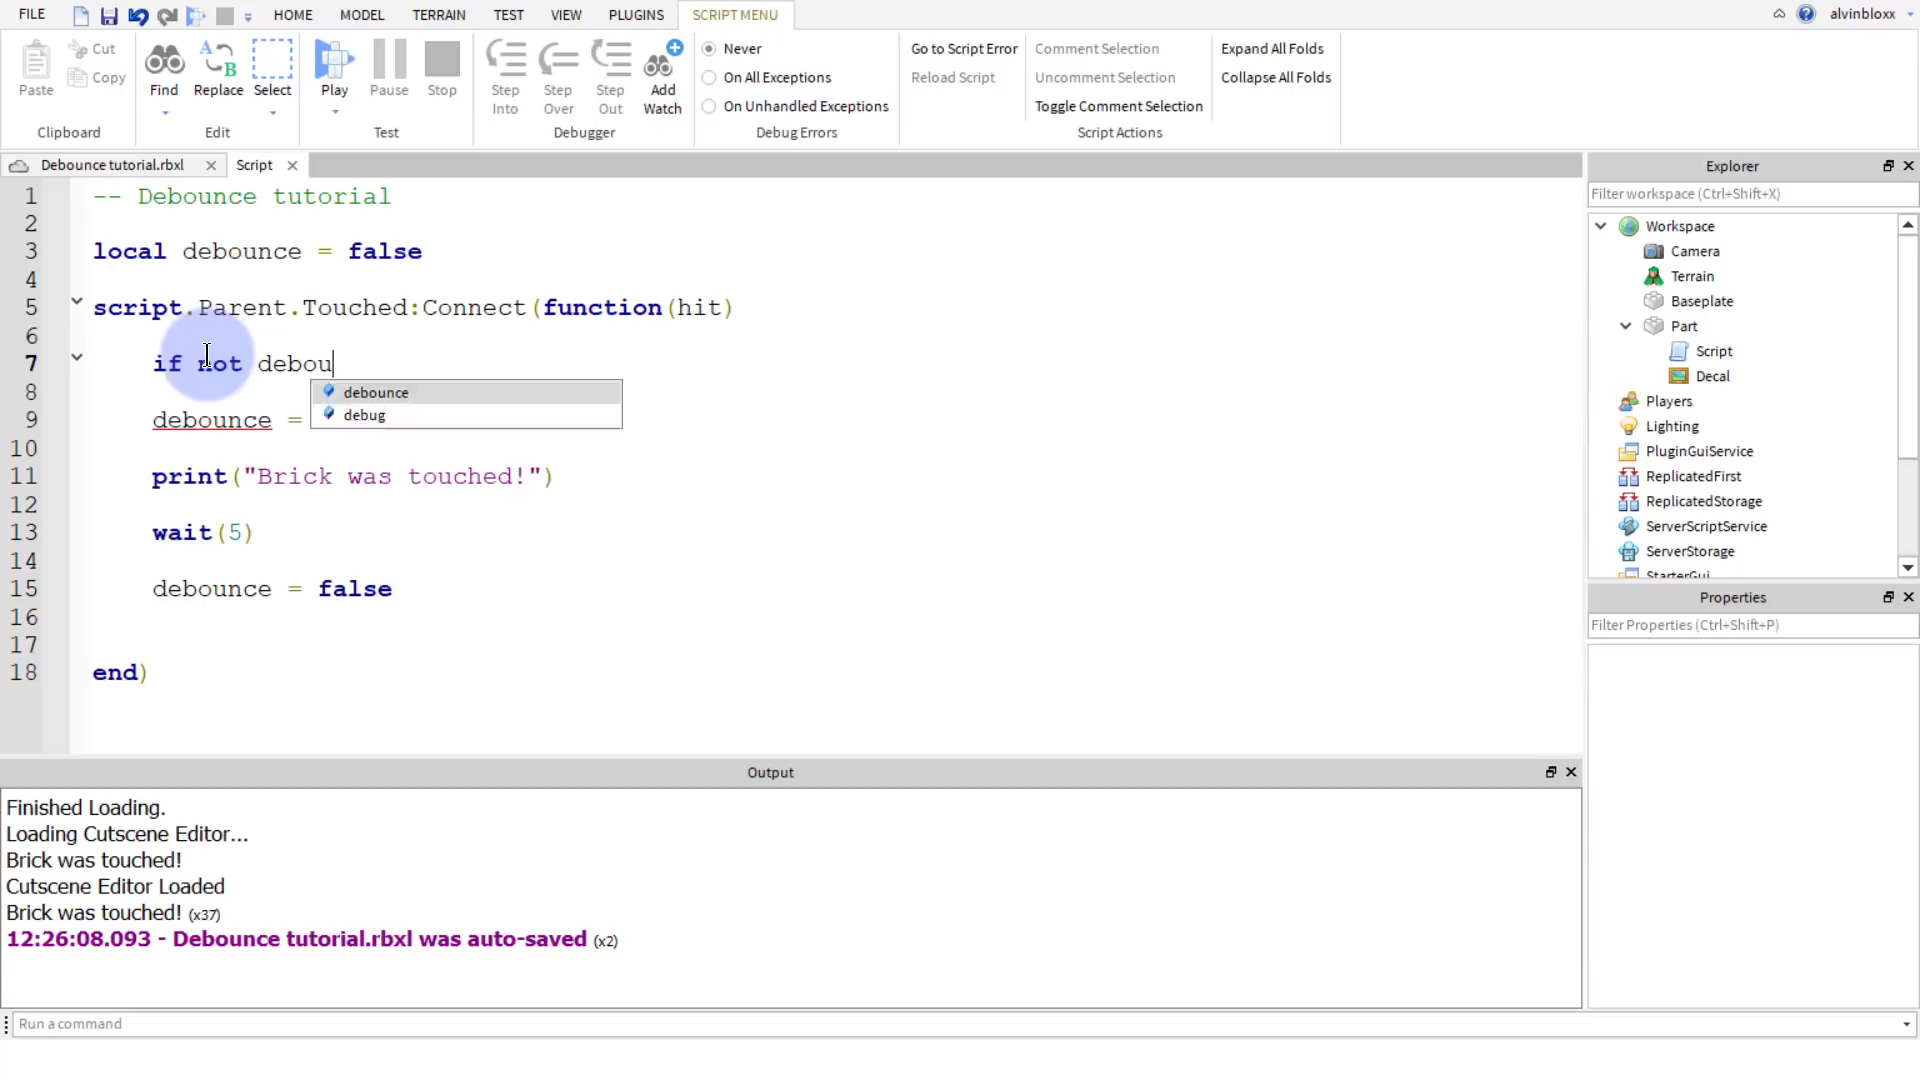 FILE HOME MODEL TERRAIN TEST VIEW PLUGINS SCRIPT MENU alvinbloxx
Paste Cut Copy Find Replace Select Play Pause Stop Step Into Step Over Step Out Add Watch
Never
On All Exceptions
On Unhandled Exceptions
Go to Script Error
Reload Script
Comment Selection
Uncomment Selection
Toggle Comment Selection
Expand All Folds
Collapse All Folds
Clipboard Edit Test Debugger Debug Errors Script Actions
Debounce tutorial.rbxl Script
1 -- Debounce tutorial
2
3 local debounce = false
4
5 script.Parent.Touched:Connect(function(hit)
6
7 if not debou
debounce
debug
8
9 debounce =
10
11 print("Brick was touched!")
12
13 wait(5)
14
15 debounce = false
16
17
18 end)
Explorer
Filter workspace (Ctrl+Shift+X)
Workspace
Camera
Terrain
Baseplate
Part
Script
Decal
Players
Lighting
PluginGuiService
ReplicatedFirst
ReplicatedStorage
ServerScriptService
ServerStorage
StarterGui
Properties
Filter Properties (Ctrl+Shift+P)
Output
Finished Loading.
Loading Cutscene Editor...
Brick was touched!
Cutscene Editor Loaded
Brick was touched! (x37)
12:26:08.093 - Debounce tutorial.rbxl was auto-saved (x2)
Run a command